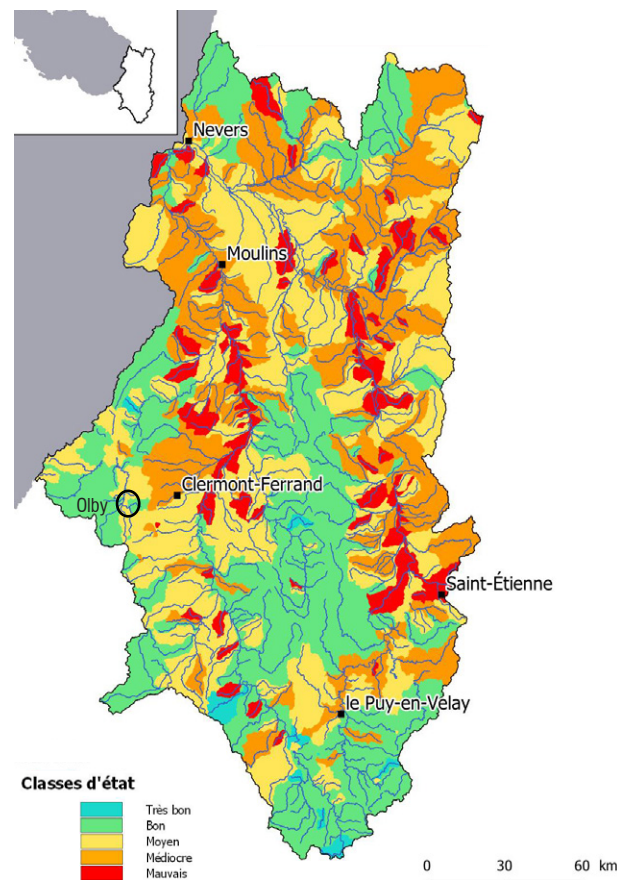 Nevers
Moulins
Clermont-Ferrand
Olby
Saint-Étienne
le Puy-en-Velay
Classes d'état
Très bon
Bon
Moyen
Médiocre
Mauvais
0 30 60 km